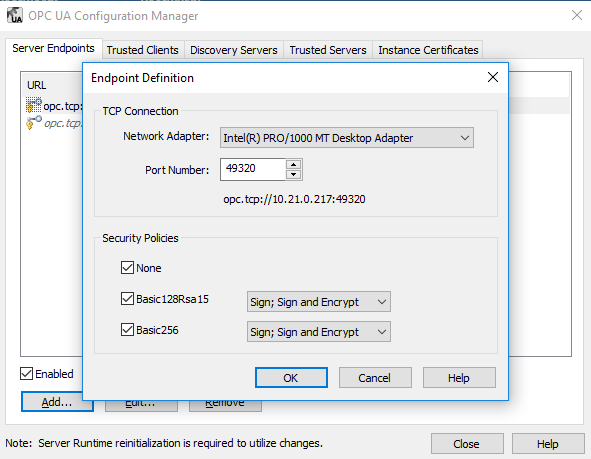 OPC UA Configuration Manager
Server Endpoints Trusted Clients Discovery Servers Trusted Servers Instance Certificates
URL
opc.tcp:
opc.tcp:
Endpoint Definition
TCP Connection
Network Adapter: Intel(R) PRO/1000 MT Desktop Adapter
Port Number: 49320
opc.tcp://10.21.0.217:49320
Security Policies
None
Basic128Rsa15 Sign; Sign and Encrypt
Basic256 Sign; Sign and Encrypt
OK Cancel Help
Enabled
Add... Edit... Remove
Note: Server Runtime reinitialization is required to utilize changes.
Close Help